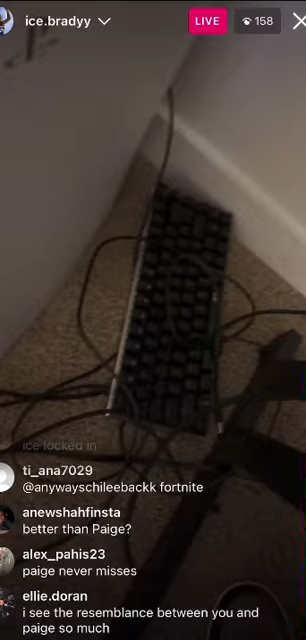 ice.bradyy
LIVE
158
ice locked in
ti_ana7029
@anywayschileebackk fortnite
anewshahfinsta
better than Paige?
alex_pahis23
paige never misses
ellie.doran
i see the resemblance between you and
paige so much